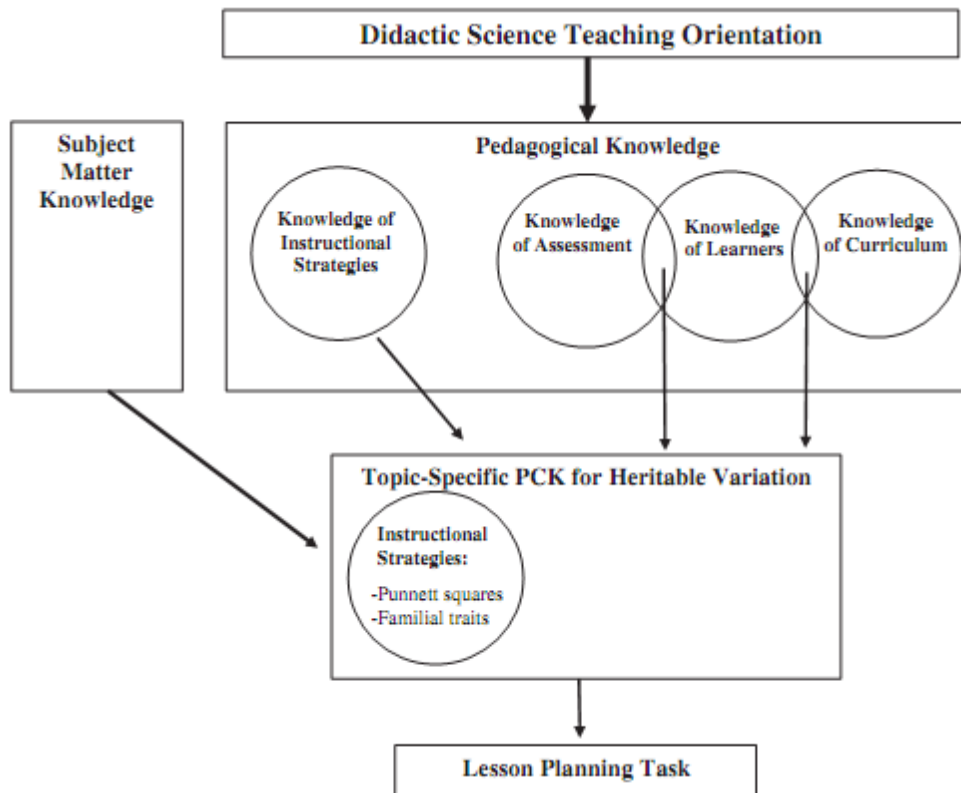 Didactic Science Teaching Orientation
Subject
Matter
Knowledge
Pedagogical Knowledge
Knowledge of
Instructional
Strategies
Knowledge
of Assessment
Knowledge
of Learners
Knowledge
of Curriculum
Topic-Specific PCK for Heritable Variation
Instructional
Strategies:
-Punnett squares
-Familial traits
Lesson Planning Task